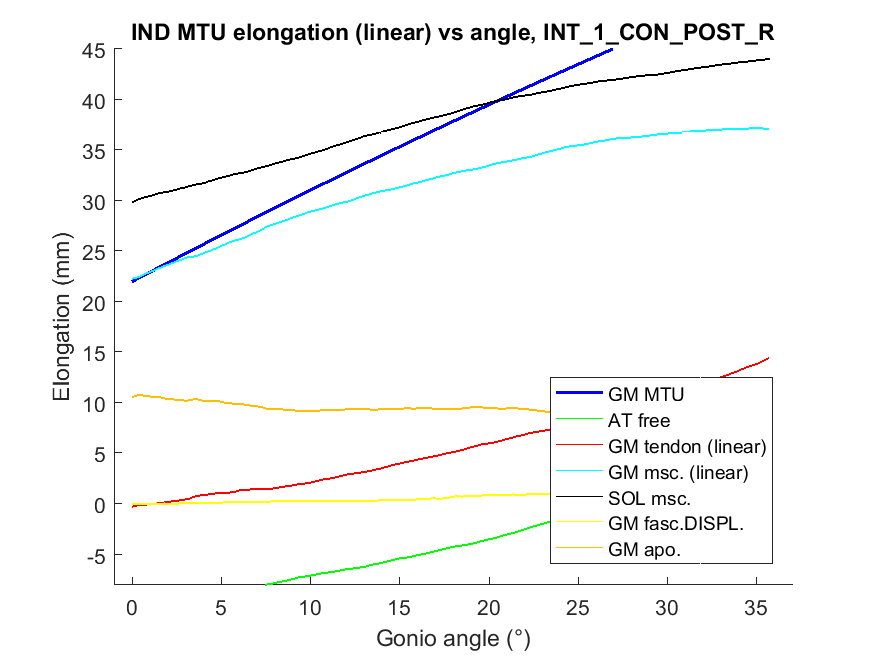 IND MTU elongation (linear) vs angle, INT_1_CON_POST_R
45
40
35
30
25
20
15
10
5
0
-5
Elongation (mm)
GM MTU
AT free
GM tendon (linear)
GM msc. (linear)
SOL msc.
GM fasc.DISPL.
GM apo.
0 5 10 15 20 25 30 35
Gonio angle (°)